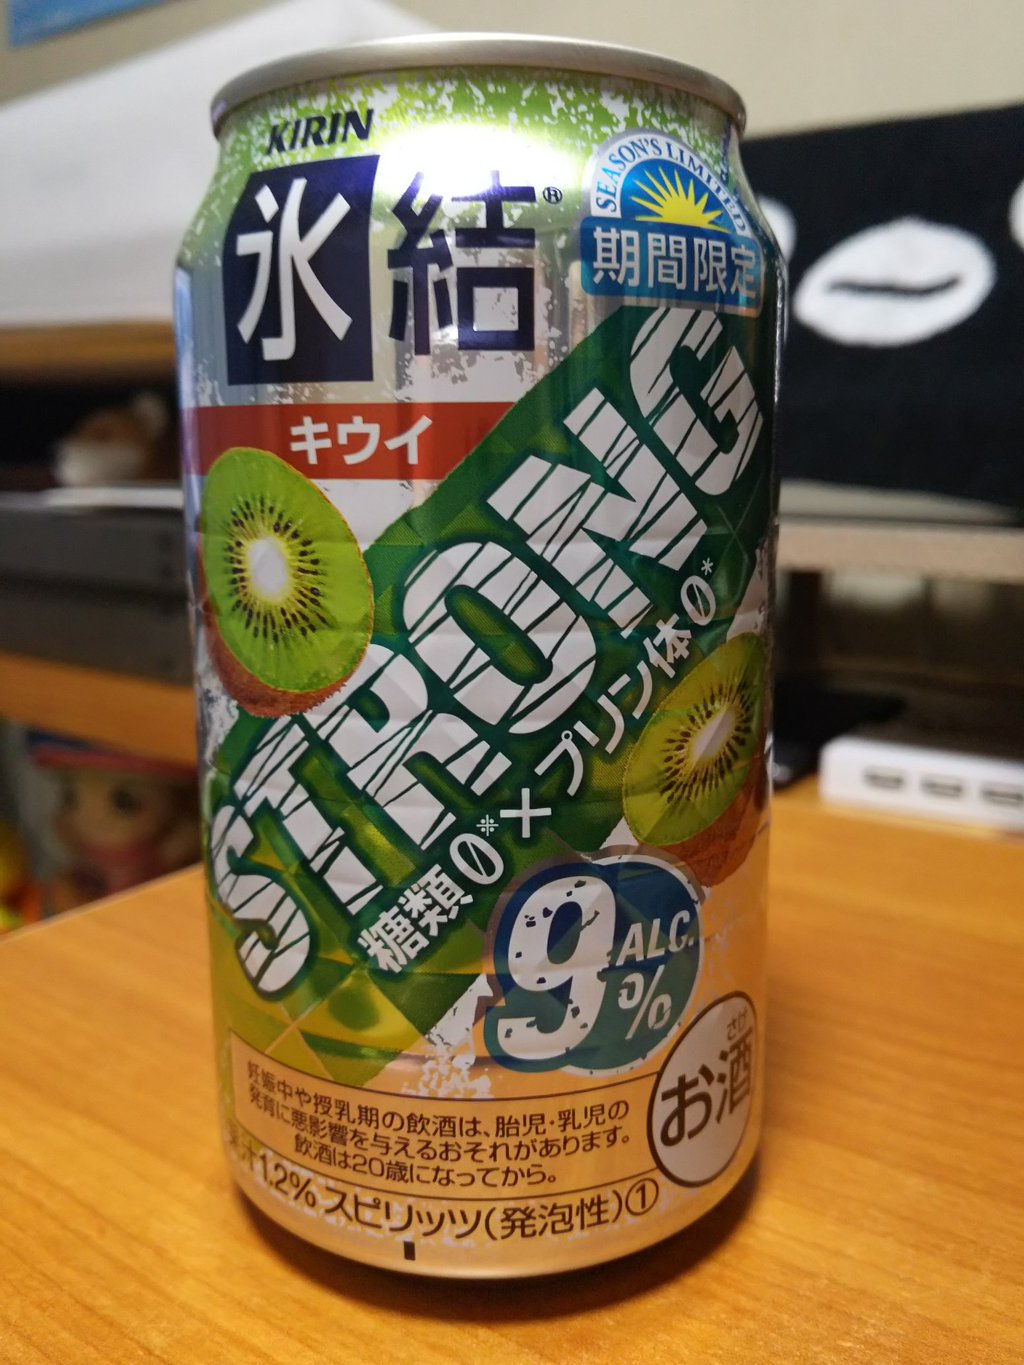 KIRIN
氷結®
SEASON'S LIMITED
期間限定
キウイ
STRONG
糖類0※+プリン体0*
9% ALC.
妊娠中や授乳期の飲酒は、胎児・乳児の
発育に悪影響を与えるおそれがあります。
飲酒は20歳になってから。
さけ
お酒
果汁1.2% スピリッツ(発泡性)①